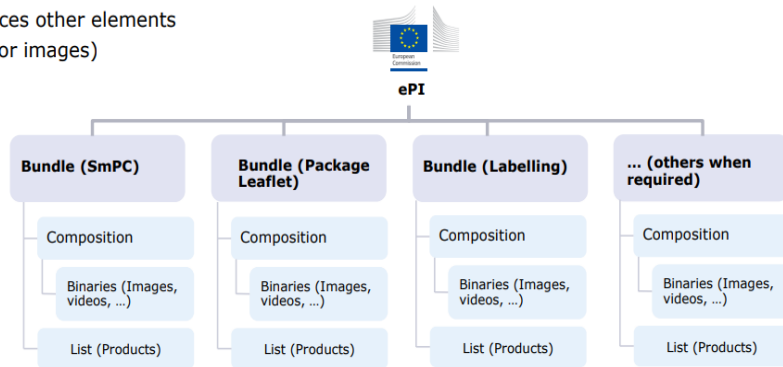 ces other elements
or images)
European
Commission
ePI
Bundle (SmPC)
Bundle (Package
Leaflet)
Bundle (Labelling)
... (others when
required)
Composition
Composition
Composition
Composition
Binaries (Images,
videos, ...)
Binaries (Images,
videos, ...)
Binaries (Images,
videos, ...)
Binaries (Images,
videos, ...)
List (Products)
List (Products)
List (Products)
List (Products)